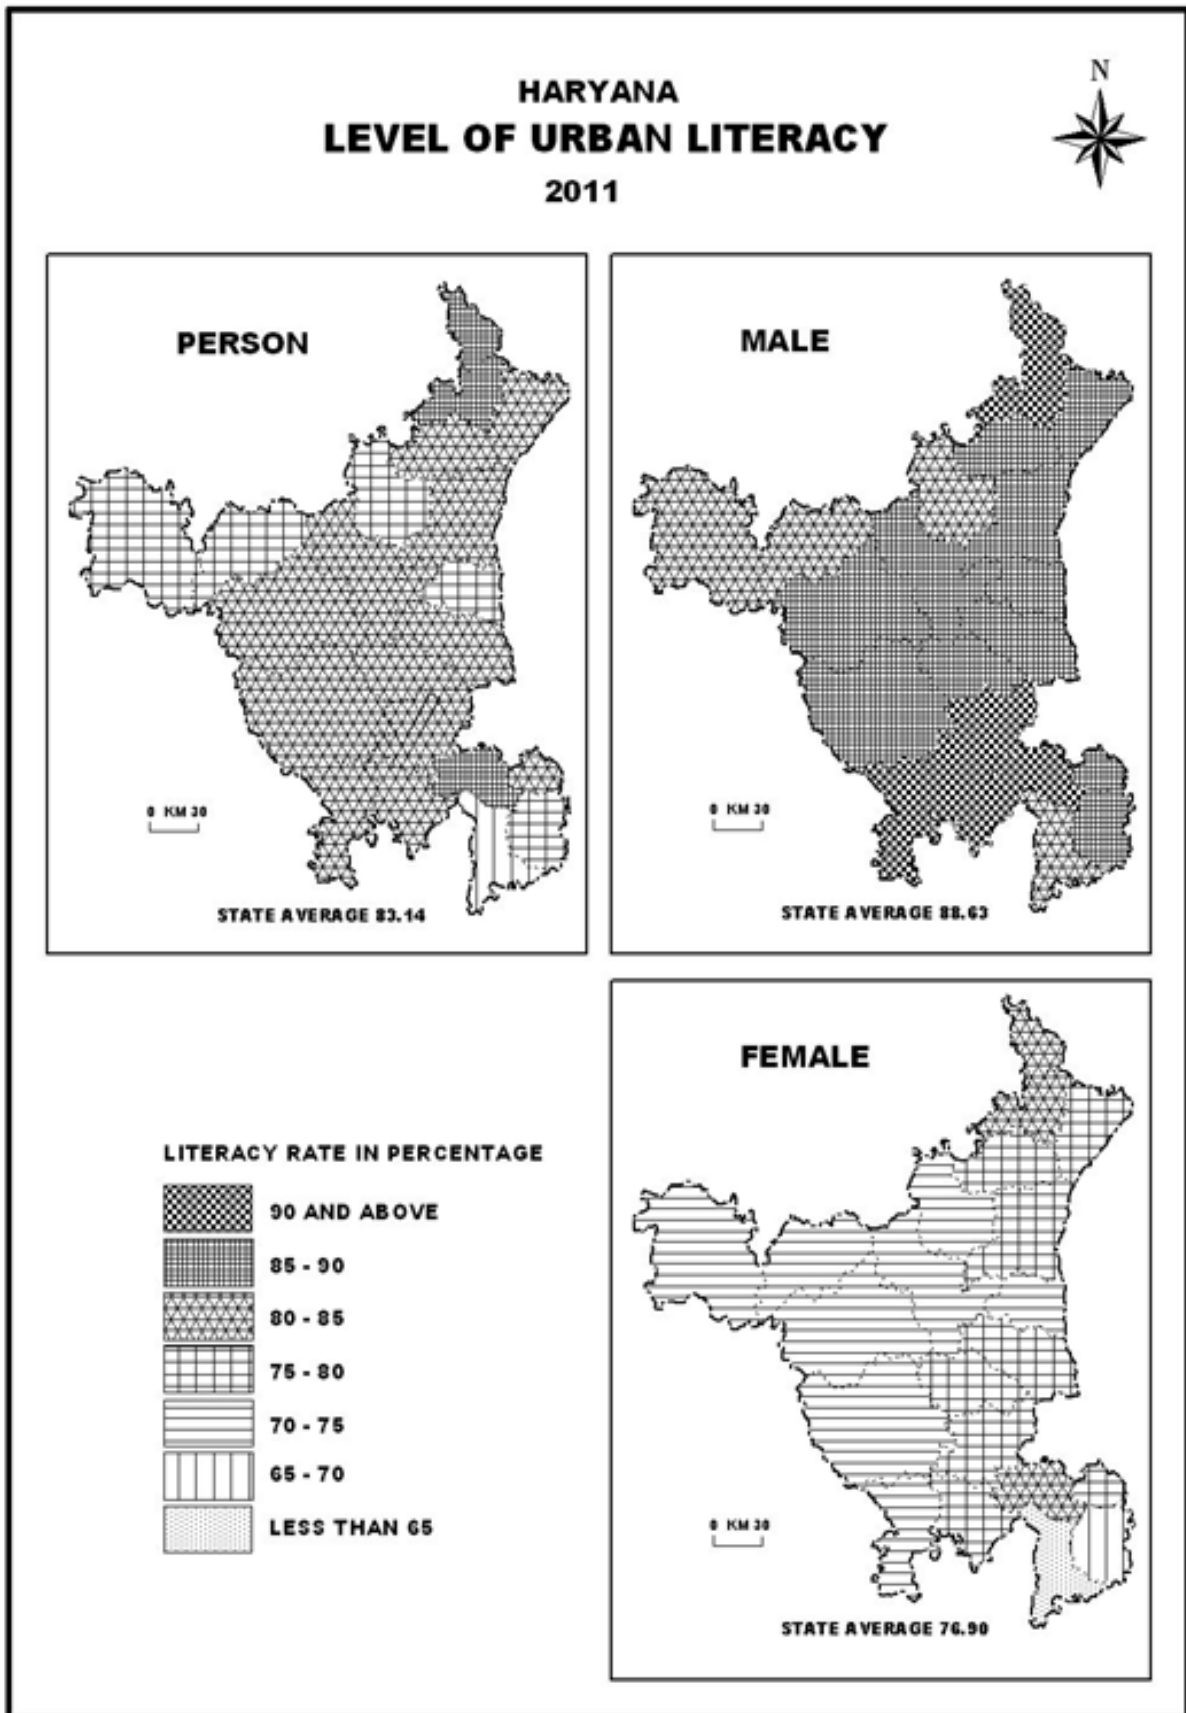 HARYANA
LEVEL OF URBAN LITERACY
2011
N
PERSON
0 KM 30
STATE AVERAGE 83.14
MALE
0 KM 30
STATE AVERAGE 88.63
FEMALE
0 KM 30
STATE AVERAGE 76.90
LITERACY RATE IN PERCENTAGE
90 AND ABOVE
85 - 90
80 - 85
75 - 80
70 - 75
65 - 70
LESS THAN 65